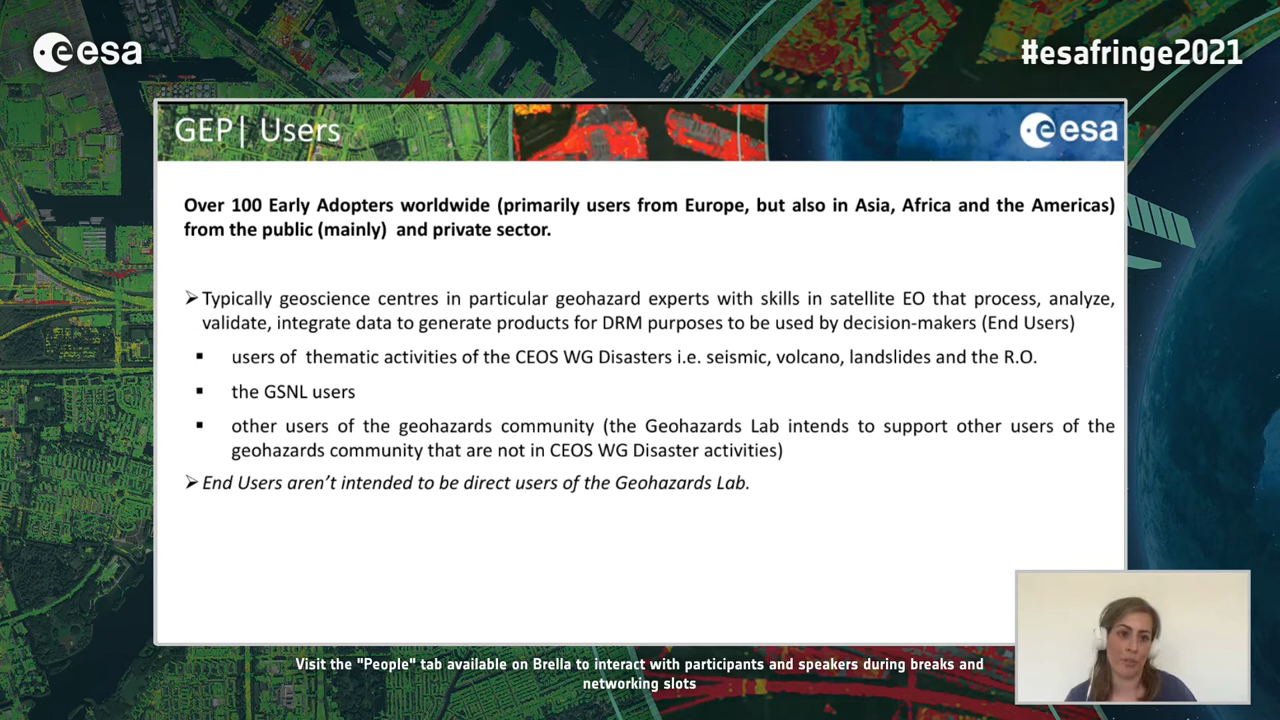 esa
#esafringe2021
GEP| Users
esa
Over 100 Early Adopters worldwide (primarily users from Europe, but also in Asia, Africa and the Americas)
from the public (mainly) and private sector.
➢ Typically geoscience centres in particular geohazard experts with skills in satellite EO that process, analyze,
validate, integrate data to generate products for DRM purposes to be used by decision-makers (End Users)
▪ users of thematic activities of the CEOS WG Disasters i.e. seismic, volcano, landslides and the R.O.
▪ the GSNL users
▪ other users of the geohazards community (the Geohazards Lab intends to support other users of the
geohazards community that are not in CEOS WG Disaster activities)
➢ End Users aren't intended to be direct users of the Geohazards Lab.
Visit the "People" tab available on Brella to interact with participants and speakers during breaks and
networking slots